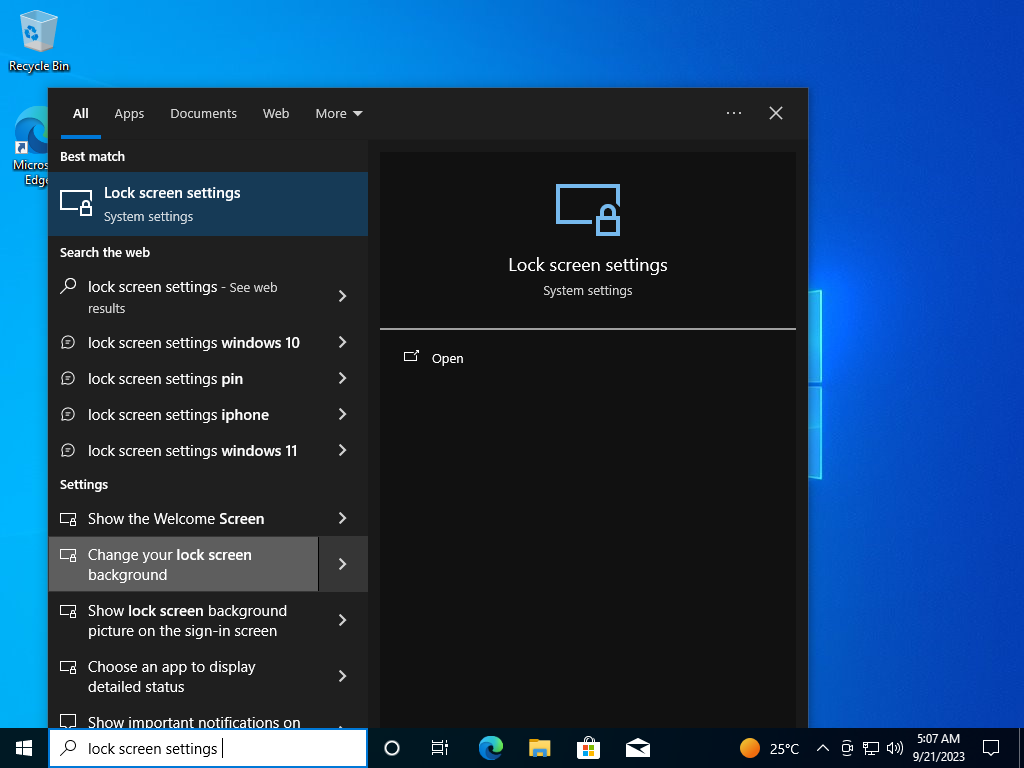 Recycle Bin
Micros
Edge
All Apps Documents Web More
Best match
Lock screen settings
System settings
Search the web
lock screen settings - See web
results
lock screen settings windows 10
lock screen settings pin
lock screen settings iphone
lock screen settings windows 11
Settings
Show the Welcome Screen
Change your lock screen
background
Show lock screen background
picture on the sign-in screen
Choose an app to display
detailed status
Show important notifications on
Lock screen settings
System settings
Open
lock screen settings
25°C
5:07 AM
9/21/2023